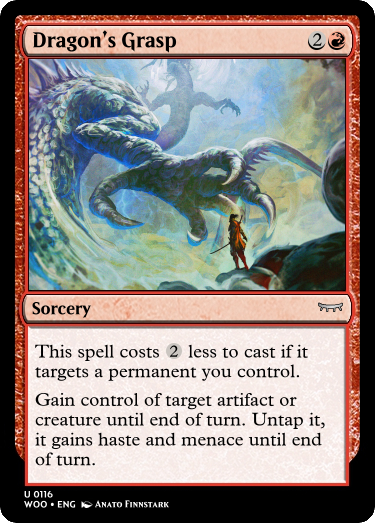 Dragon's Grasp 2
Sorcery
This spell costs 2 less to cast if it
targets a permanent you control.
Gain control of target artifact or
creature until end of turn. Untap it,
it gains haste and menace until end
of turn.
U 0116
WOO • ENG Anato Finnstark